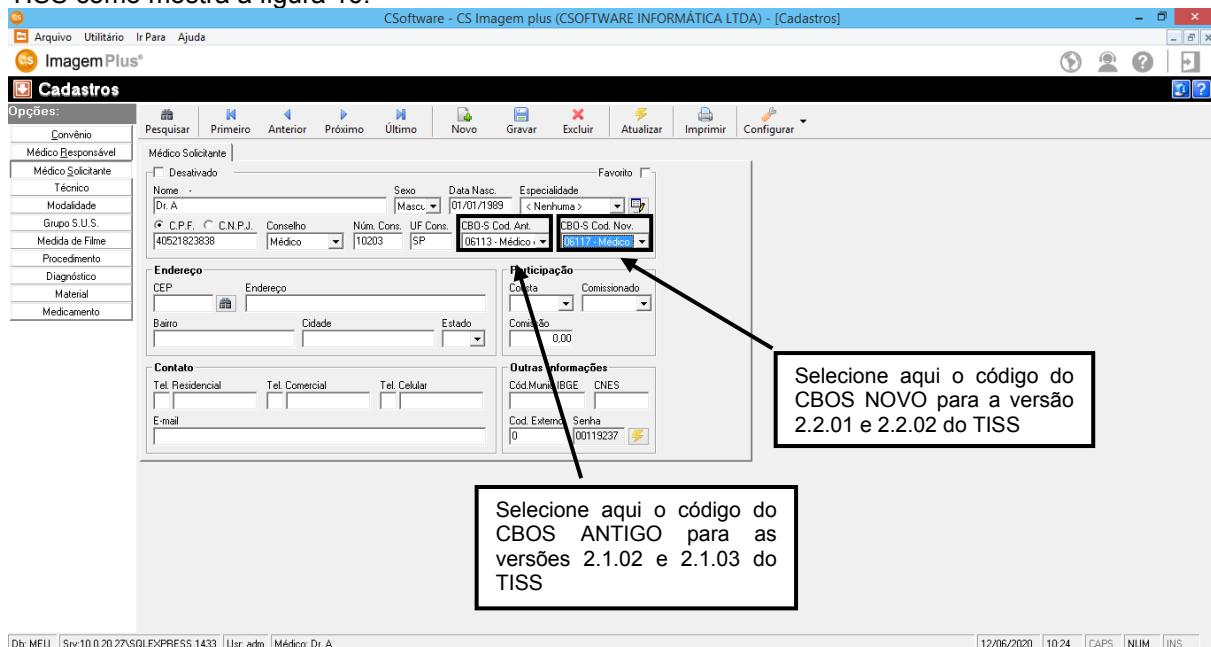 TISS como mostra a figura 16.
CSoftware - CS Imagem plus (CSOFTWARE INFORMÁTICA LTDA) - [Cadastros]
Arquivo Utilitário Ir Para Ajuda
Imagem Plus®
Cadastros
Opções:
Convênio
Médico Responsável
Médico Solicitante
Técnico
Modalidade
Grupo S.U.S.
Medida de Filme
Procedimento
Diagnóstico
Material
Medicamento
Pesquisar Primeiro Anterior Próximo Último Novo Gravar Excluir Atualizar Imprimir Configurar
Médico Solicitante
Desativado Favorito
Nome - Sexo Data Nasc. Especialidade
Dr. A Mascu 01/01/1989 < Nenhuma >
C.P.F. C.N.P.J. Conselho Núm. Cons. UF Cons. CBO-S Cod. Ant. CBO-S Cod. Nov.
40521823838 Médico 10203 SP 06113 - Médico 06117 - Médico
Endereço
CEP Endereço
Bairro Cidade Estado
Participação
Comissionado
Comissão
0,00
Contato
Tel. Residencial Tel. Comercial Tel. Celular
E-mail
Outras Informações
Cód.Munic.IBGE CNES
Cod. Externo Senha
0 00119237
Selecione aqui o código do
CBOS NOVO para a versão
2.2.01 e 2.2.02 do TISS
Selecione aqui o código do
CBOS ANTIGO para as
versões 2.1.02 e 2.1.03 do
TISS
Db: MEU Srv:10.0.20.27\SQLEXPRESS,1433 Usr: adm Médico: Dr. A 12/06/2020 10:24 CAPS NUM INS